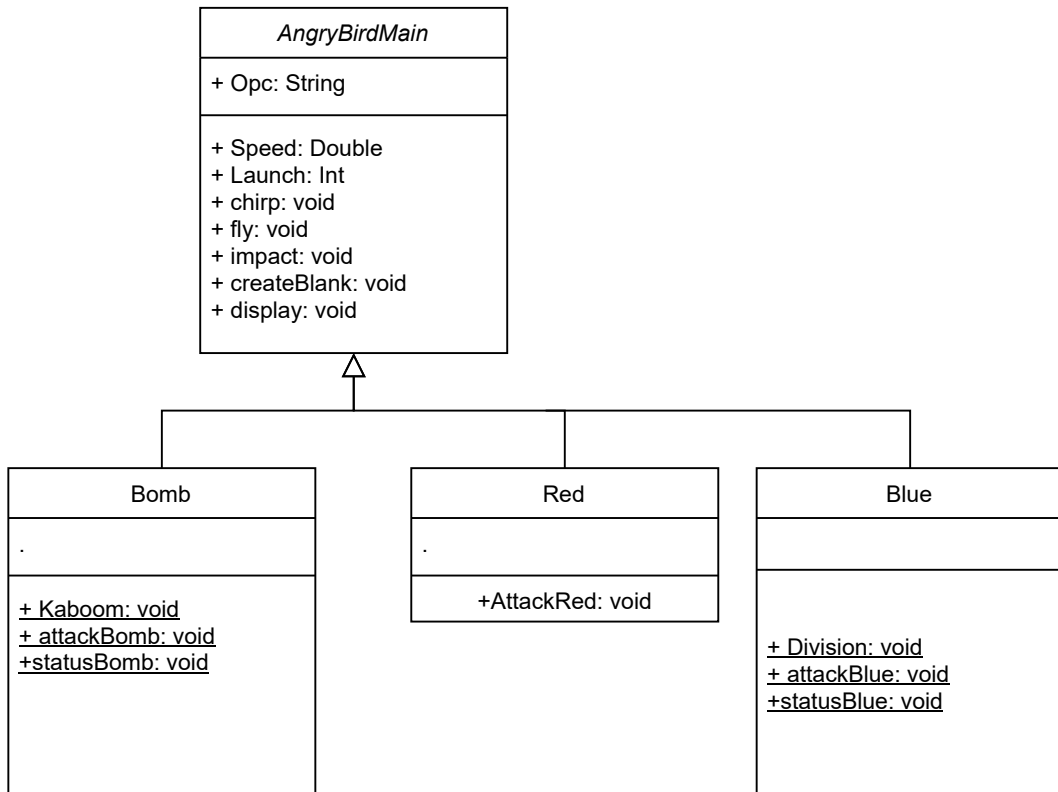 AngryBirdMain
+ Opc: String
+ Speed: Double
+ Launch: Int
+ chirp: void
+ fly: void
+ impact: void
+ createBlank: void
+ display: void
Bomb
.
+ Kaboom: void
+ attackBomb: void
+statusBomb: void
Red
.
+AttackRed: void
Blue
+ Division: void
+ attackBlue: void
+statusBlue: void